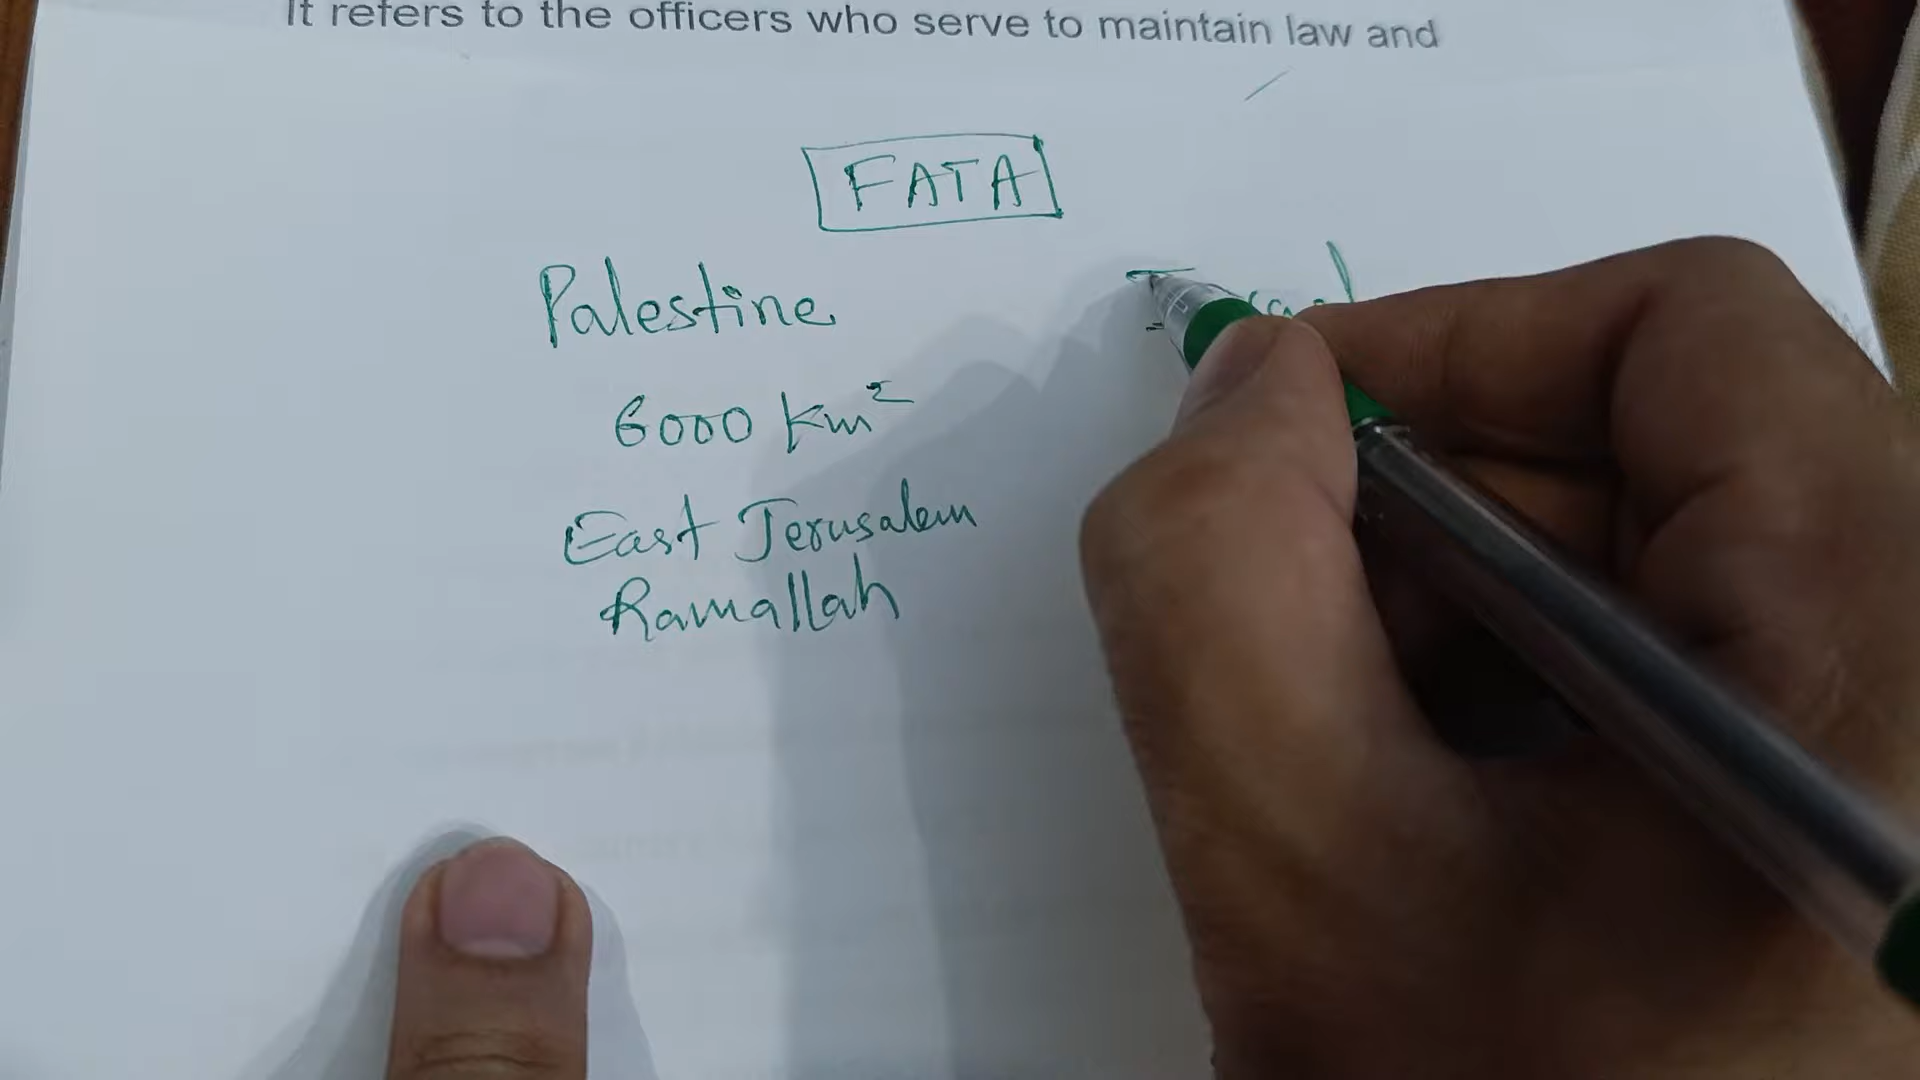 It refers to the officers who serve to maintain law and
FATA
Palestine
6000 km²
East Jerusalem
Ramallah